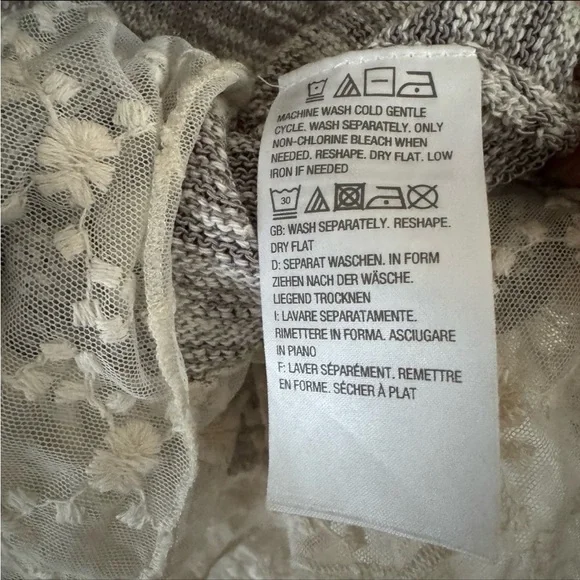 MACHINE WASH COLD GENTLE
CYCLE. WASH SEPARATELY. ONLY
NON-CHLORINE BLEACH WHEN
NEEDED. RESHAPE. DRY FLAT. LOW
IRON IF NEEDED
30
GB: WASH SEPARATELY. RESHAPE.
DRY FLAT
D: SEPARAT WASCHEN. IN FORM
ZIEHEN NACH DER WÄSCHE.
LIEGEND TROCKNEN
I: LAVARE SEPARATAMENTE.
RIMETTERE IN FORMA. ASCIUGARE
IN PIANO
F: LAVER SÉPARÉMENT. REMETTRE
EN FORME. SÉCHER À PLAT